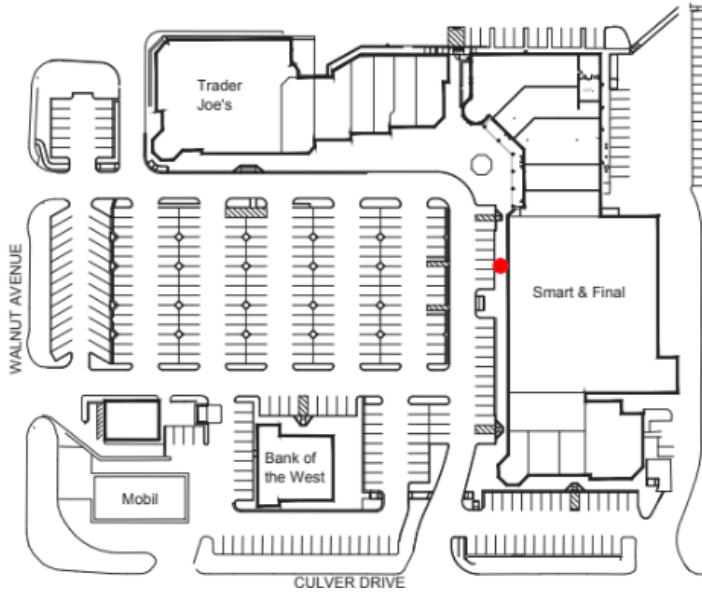 Trader
Joe's
WALNUT AVENUE
Smart & Final
Bank of
the West
Mobil
CULVER DRIVE